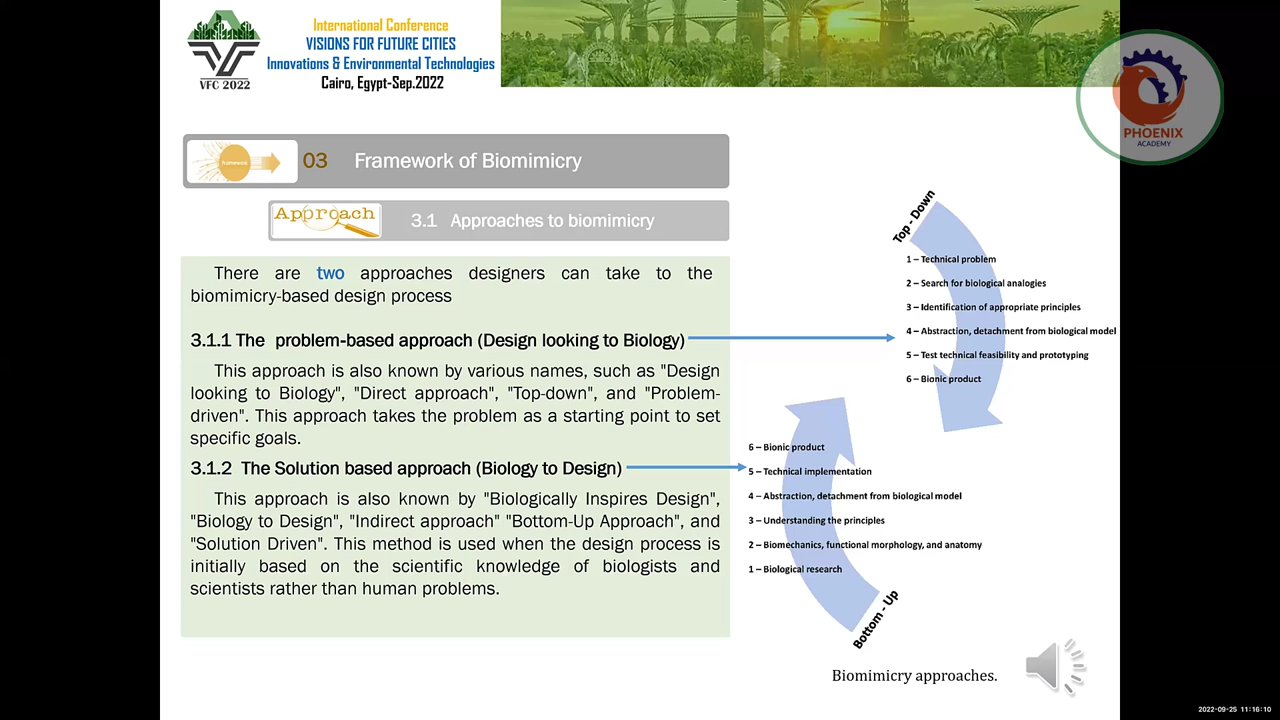 International Conference
VISIONS FOR FUTURE CITIES
Innovations & Environmental Technologies
Cairo, Egypt-Sep.2022
VFC 2022
PHOENIX
ACADEMY
framework
03 Framework of Biomimicry
Approach
3.1 Approaches to biomimicry
There are two approaches designers can take to the
biomimicry-based design process
3.1.1 The problem-based approach (Design looking to Biology)
This approach is also known by various names, such as "Design
looking to Biology", "Direct approach", "Top-down", and "Problem-
driven". This approach takes the problem as a starting point to set
specific goals.
3.1.2 The Solution based approach (Biology to Design)
This approach is also known by "Biologically Inspires Design",
"Biology to Design", "Indirect approach" "Bottom-Up Approach", and
"Solution Driven". This method is used when the design process is
initially based on the scientific knowledge of biologists and
scientists rather than human problems.
Top - Down
1 – Technical problem
2 – Search for biological analogies
3 – Identification of appropriate principles
4 – Abstraction, detachment from biological model
5 – Test technical feasibility and prototyping
6 – Bionic product
6 – Bionic product
5 – Technical implementation
4 – Abstraction, detachment from biological model
3 – Understanding the principles
2 – Biomechanics, functional morphology, and anatomy
1 – Biological research
Bottom - Up
Biomimicry approaches.
2022-09-25 11:16:10